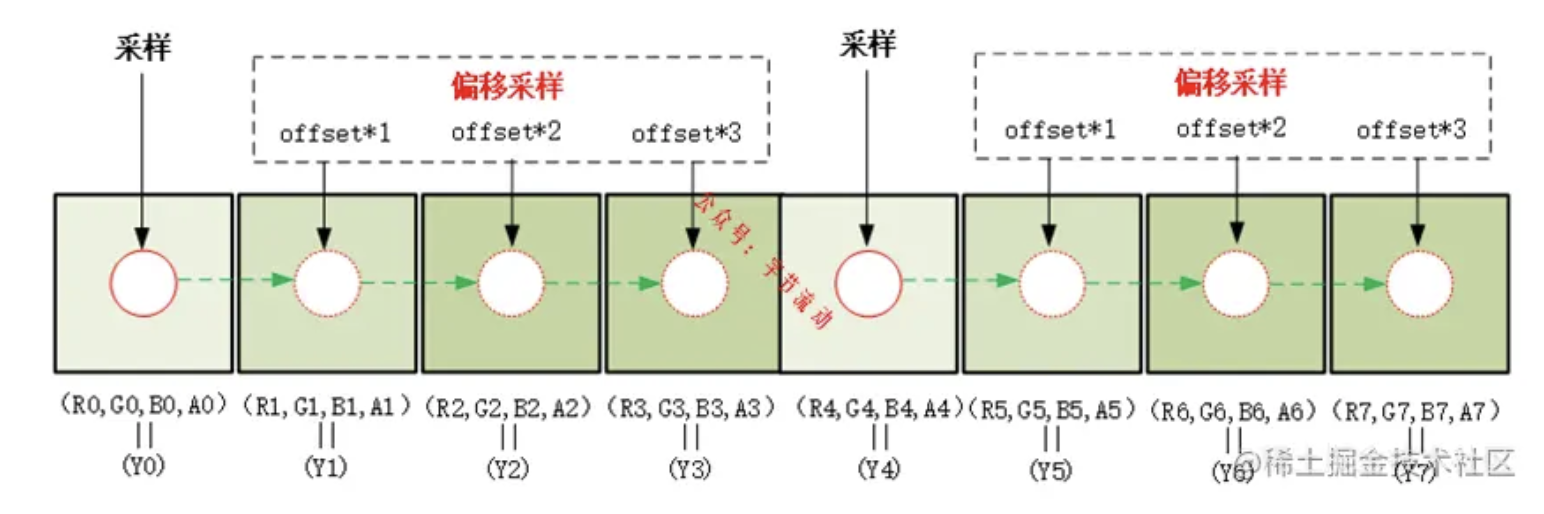 采样
偏移采样
offset*1 offset*2 offset*3
采样
偏移采样
offset*1 offset*2 offset*3
公众号:字节流动
(R0,G0,B0,A0) (R1,G1,B1,A1) (R2,G2,B2,A2) (R3,G3,B3,A3) (R4,G4,B4,A4) (R5,G5,B5,A5) (R6,G6,B6,A6) (R7,G7,B7,A7)
(Y0) (Y1) (Y2) (Y3) (Y4) (Y5) (Y6) (Y7)
@稀土掘金技术社区